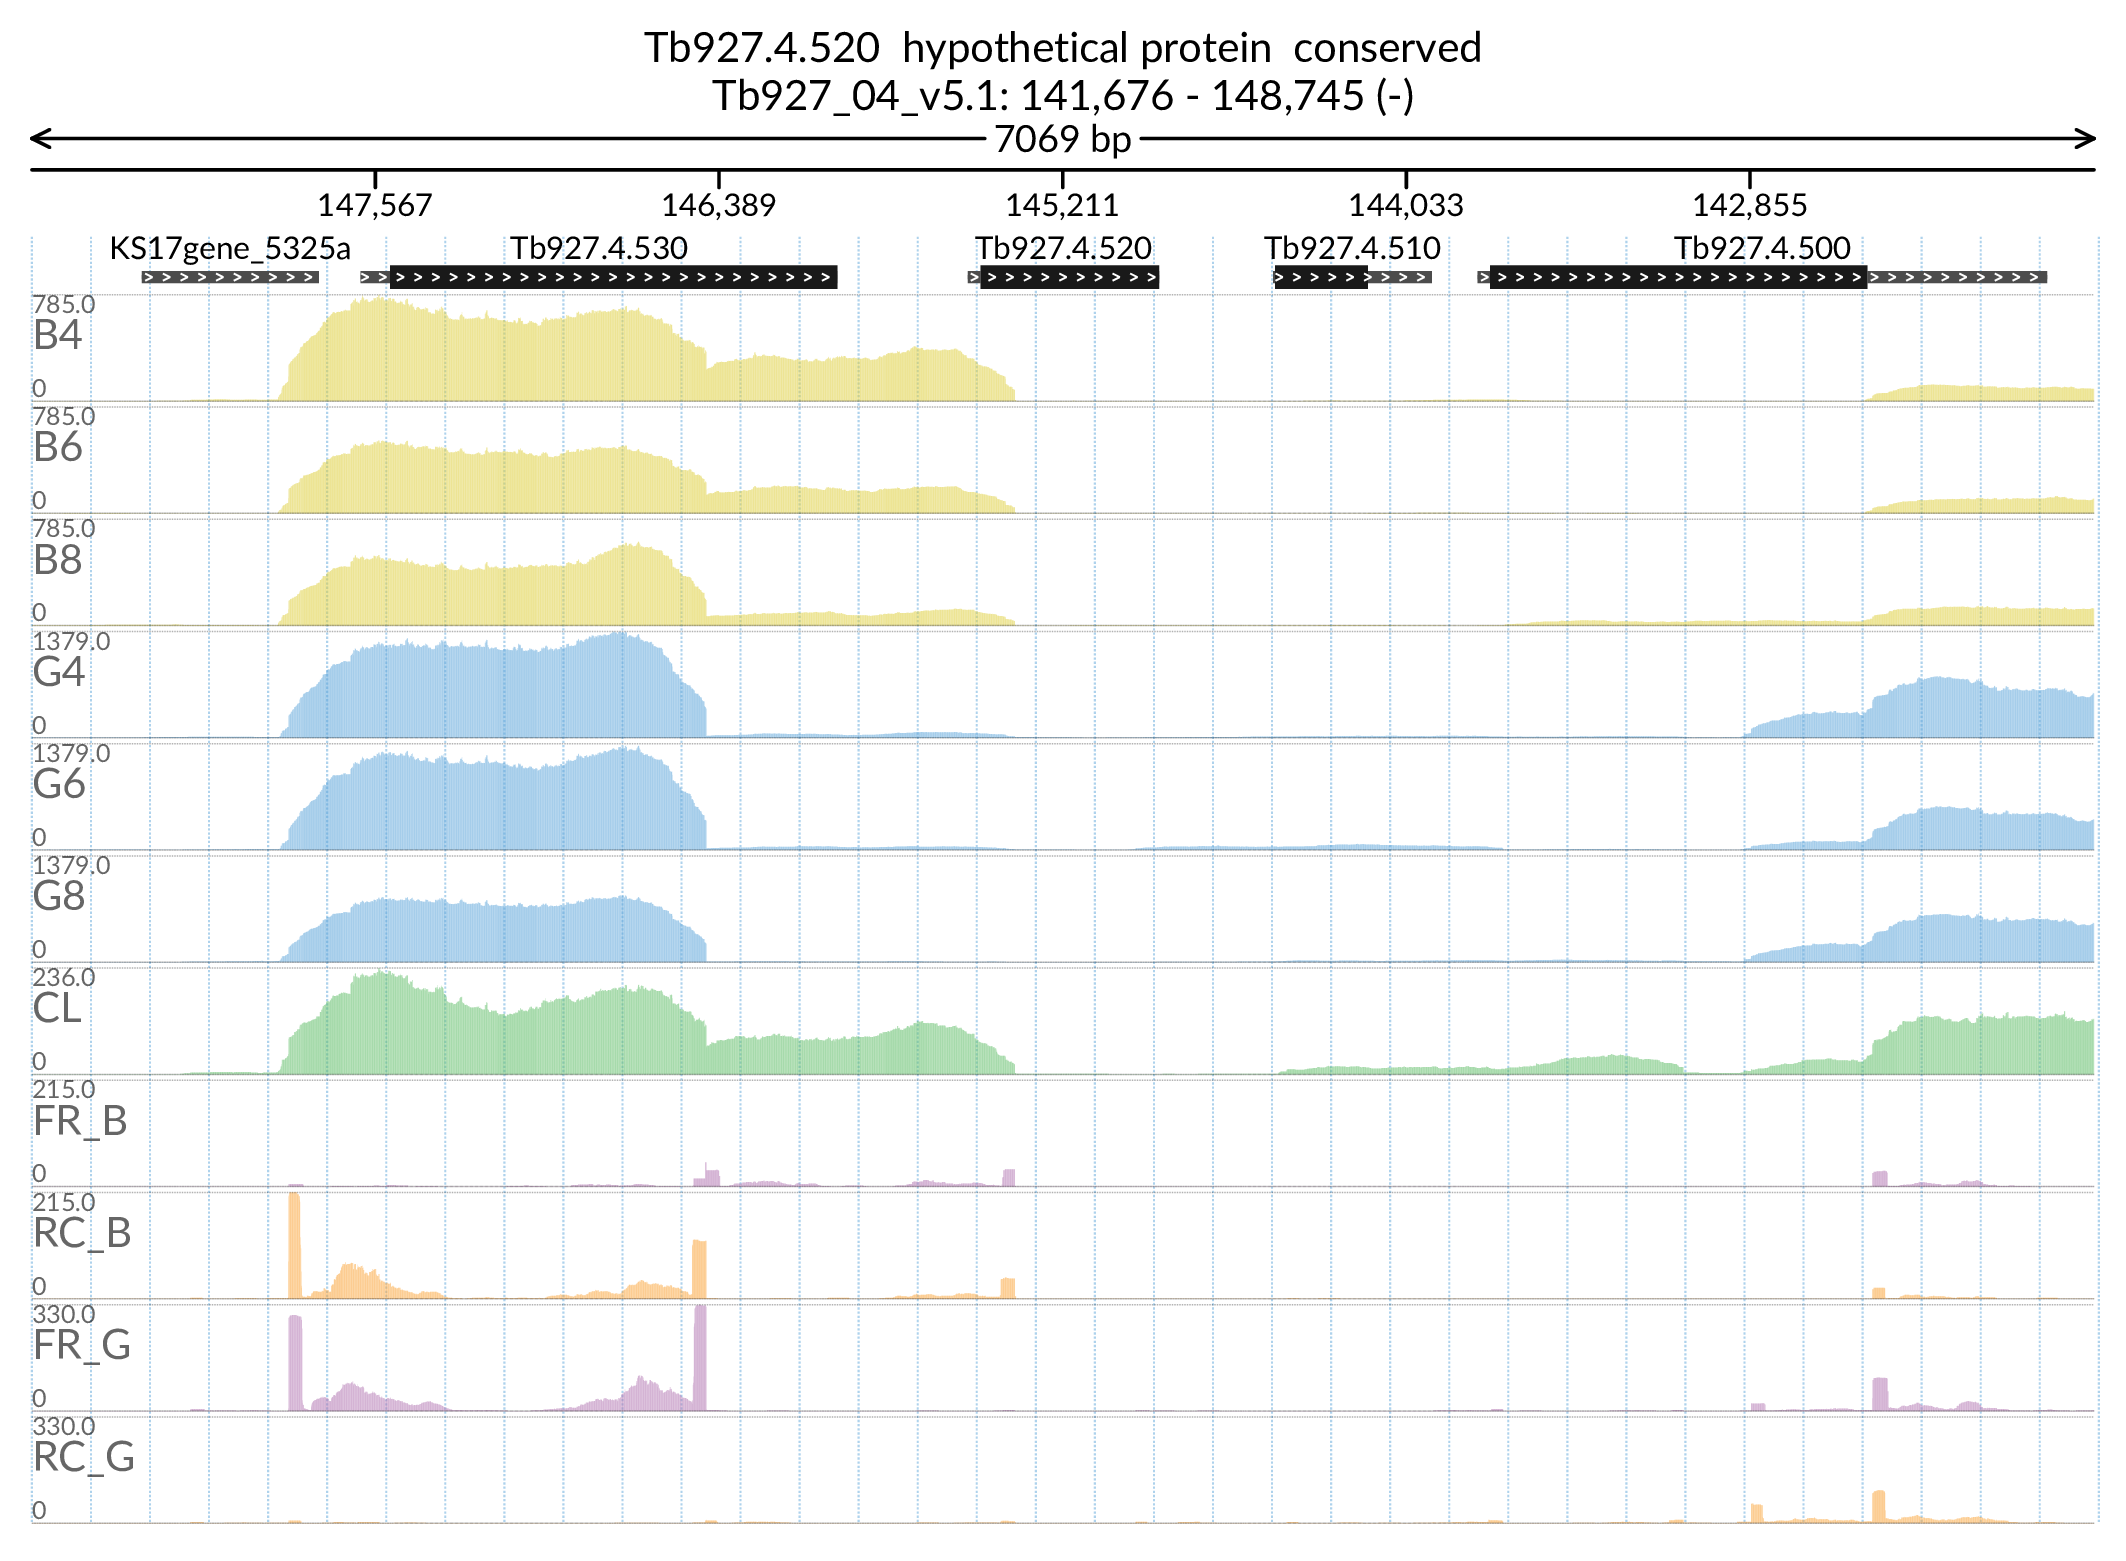 Tb927.4.520  hypothetical protein  conserved
Tb927_04_v5.1: 141,676 - 148,745 (-)
7069 bp
147,567 146,389 145,211 144,033 142,855
KS17gene_5325a Tb927.4.530 Tb927.4.520 Tb927.4.510 Tb927.4.500
785.0
B4
0
785.0
B6
0
785.0
B8
0
1379.0
G4
0
1379.0
G6
0
1379.0
G8
0
236.0
CL
0
215.0
FR_B
0
215.0
RC_B
0
330.0
FR_G
0
330.0
RC_G
0